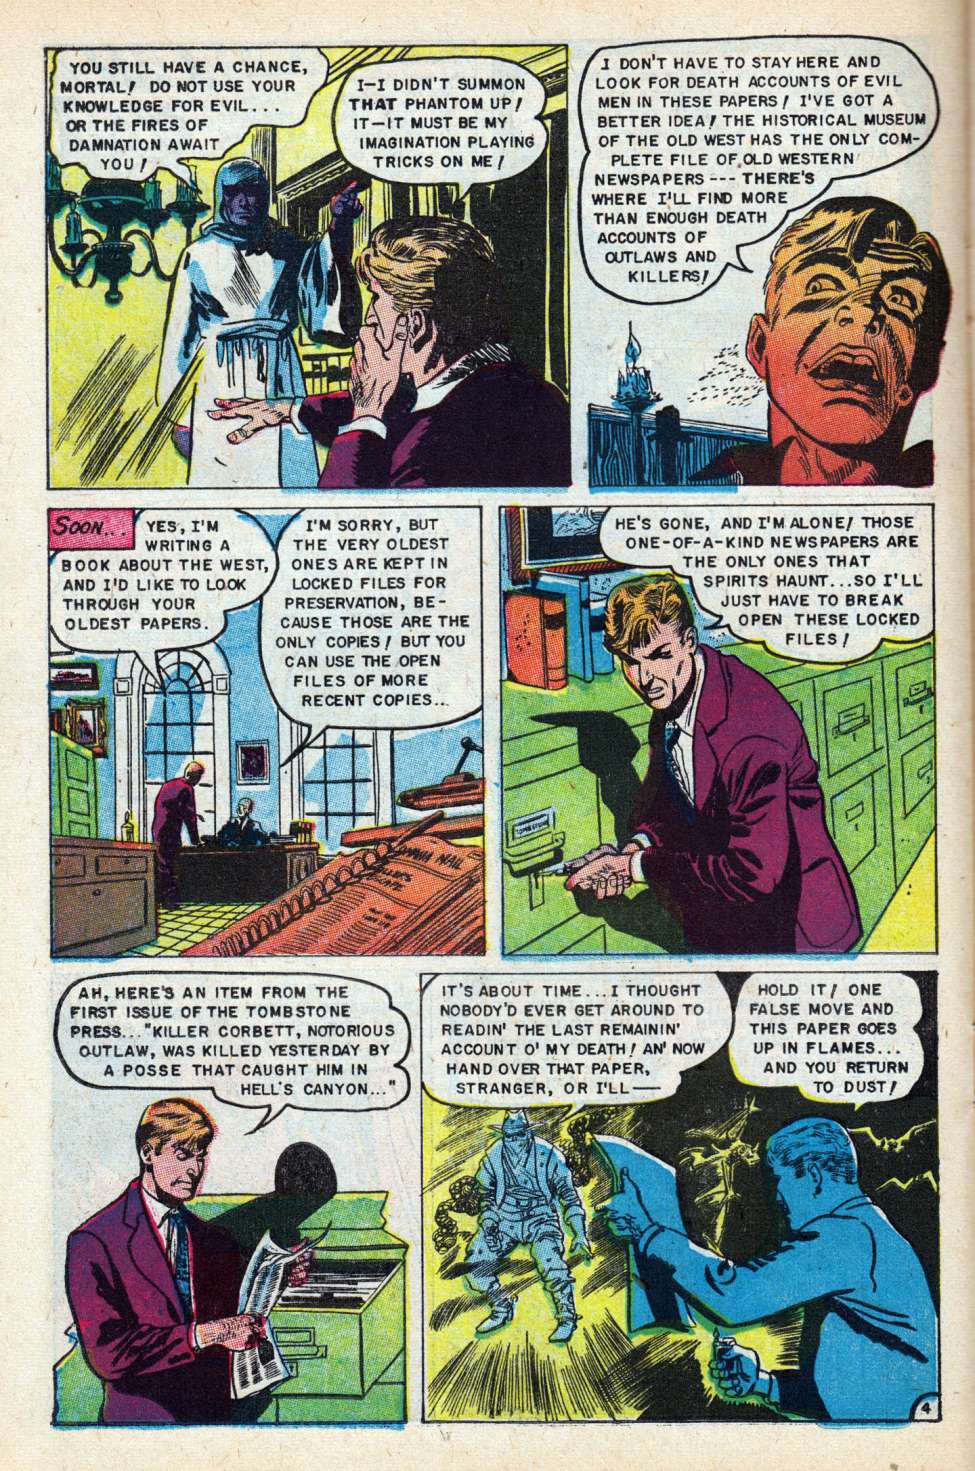 YOU STILL HAVE A CHANCE,
MORTAL! DO NOT USE YOUR
KNOWLEDGE FOR EVIL...
OR THE FIRES OF
DAMNATION AWAIT
YOU!
I—I DIDN'T SUMMON
THAT PHANTOM UP!
IT—IT MUST BE MY
IMAGINATION PLAYING
TRICKS ON ME!
I DON'T HAVE TO STAY HERE AND
LOOK FOR DEATH ACCOUNTS OF EVIL
MEN IN THESE PAPERS! I'VE GOT A
BETTER IDEA! THE HISTORICAL MUSEUM
OF THE OLD WEST HAS THE ONLY COM-
PLETE FILE OF OLD WESTERN
NEWSPAPERS --- THERE'S
WHERE I'LL FIND MORE
THAN ENOUGH DEATH
ACCOUNTS OF
OUTLAWS AND
KILLERS!
SOON...
YES, I'M
WRITING A
BOOK ABOUT THE WEST,
AND I'D LIKE TO LOOK
THROUGH YOUR
OLDEST PAPERS.
I'M SORRY, BUT
THE VERY OLDEST
ONES ARE KEPT IN
LOCKED FILES FOR
PRESERVATION, BE-
CAUSE THOSE ARE THE
ONLY COPIES! BUT YOU
CAN USE THE OPEN
FILES OF MORE
RECENT COPIES...
HE'S GONE, AND I'M ALONE! THOSE
ONE-OF-A-KIND NEWSPAPERS ARE
THE ONLY ONES THAT
SPIRITS HAUNT...SO I'LL
JUST HAVE TO BREAK
OPEN THESE LOCKED
FILES!
TOMBSTONE
AH, HERE'S AN ITEM FROM THE
FIRST ISSUE OF THE TOMBSTONE
PRESS..."KILLER CORBETT, NOTORIOUS
OUTLAW, WAS KILLED YESTERDAY BY
A POSSE THAT CAUGHT HIM IN
HELL'S CANYON..."
IT'S ABOUT TIME...I THOUGHT
NOBODY'D EVER GET AROUND TO
READIN' THE LAST REMAININ'
ACCOUNT O' MY DEATH! AN' NOW
HAND OVER THAT PAPER,
STRANGER, OR I'LL—
HOLD IT! ONE
FALSE MOVE AND
THIS PAPER GOES
UP IN FLAMES...
AND YOU RETURN
TO DUST!
4